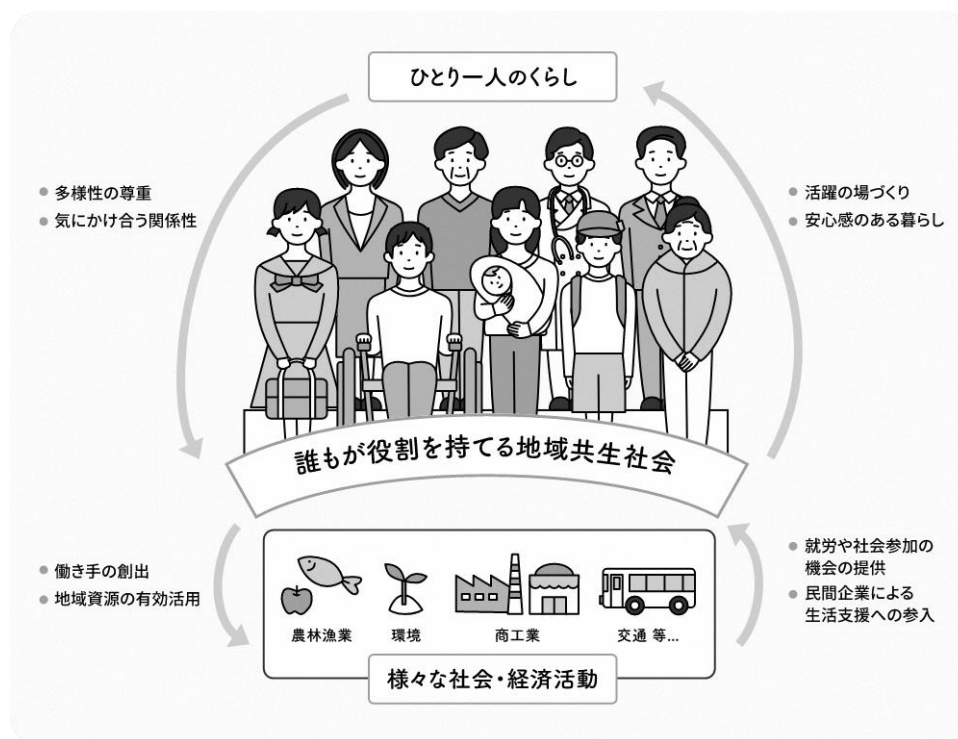 ひとり一人のくらし
多様性の尊重
気にかけ合う関係性
活躍の場づくり
安心感のある暮らし
誰もが役割を持てる地域共生社会
働き手の創出
地域資源の有効活用
就労や社会参加の
機会の提供
民間企業による
生活支援への参入
農林漁業
環境
商工業
交通 等...
様々な社会・経済活動